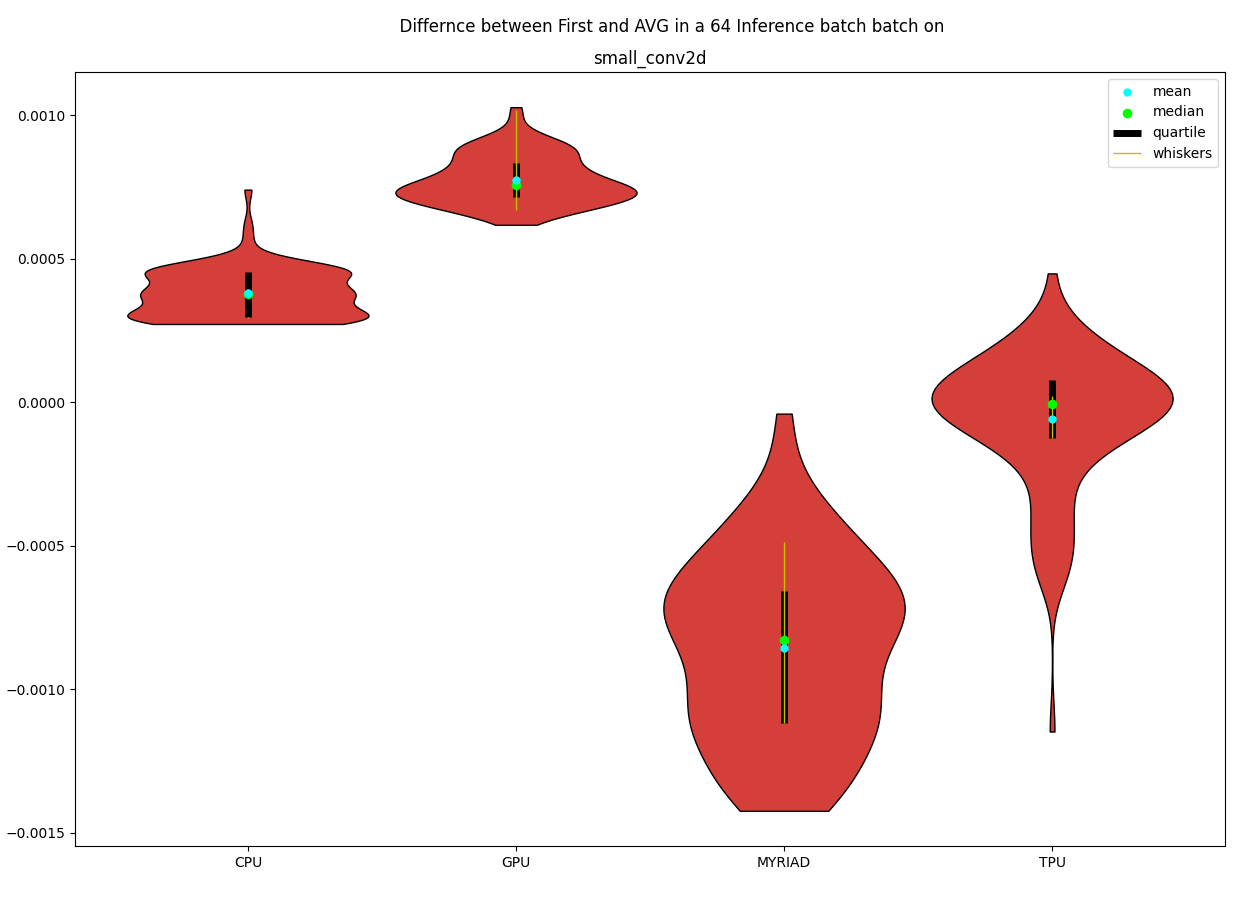 Differnce between First and AVG in a 64 Inference batch batch on
small_conv2d
mean
median
quartile
whiskers
0.0010
0.0005
0.0000
−0.0005
−0.0010
−0.0015
CPU GPU MYRIAD TPU